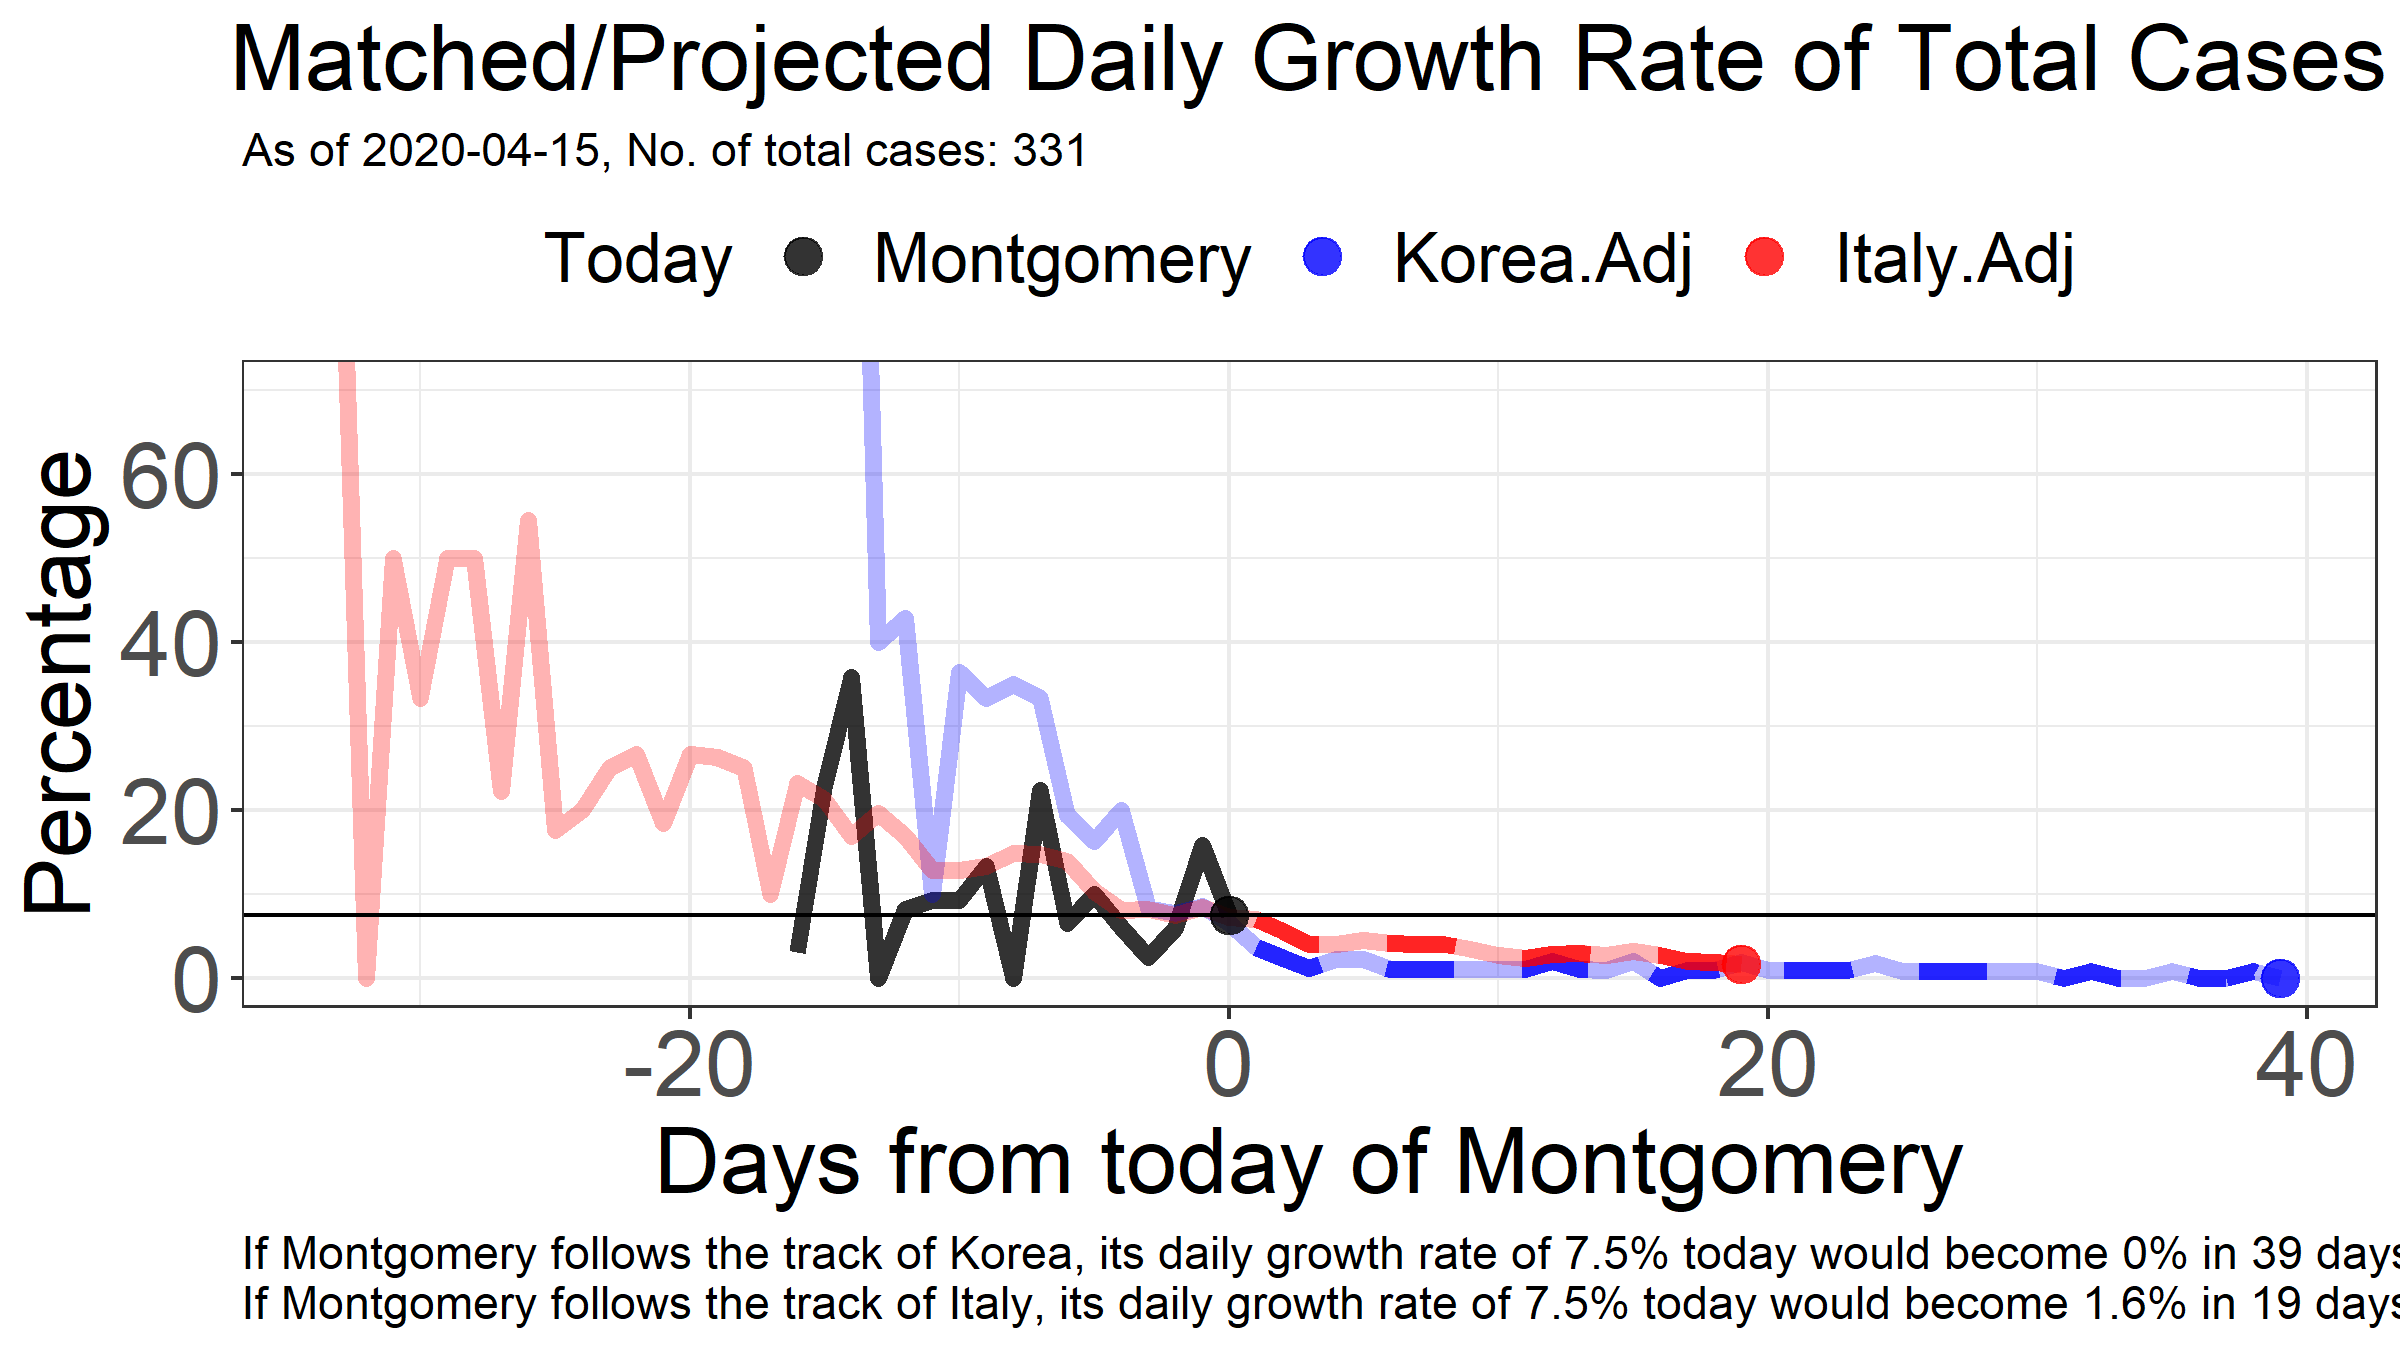 Matched/Projected Daily Growth Rate of Total Cases
As of 2020-04-15, No. of total cases: 331
Today Montgomery Korea.Adj Italy.Adj
Percentage
60
40
20
0
-20 0 20 40
Days from today of Montgomery
If Montgomery follows the track of Korea, its daily growth rate of 7.5% today would become 0% in 39 days
If Montgomery follows the track of Italy, its daily growth rate of 7.5% today would become 1.6% in 19 days